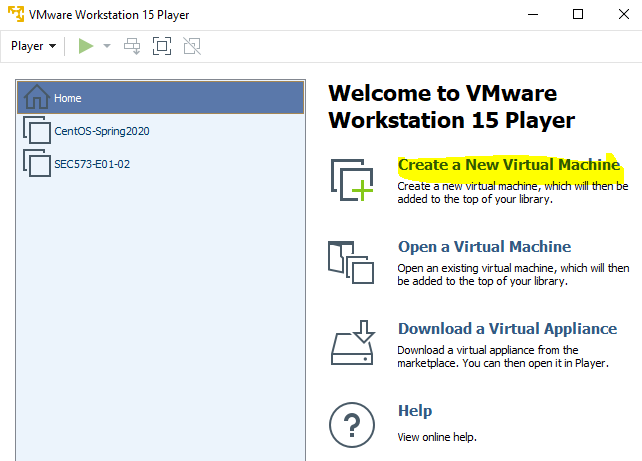 VMware Workstation 15 Player
Player
Home
CentOS-Spring2020
SEC573-E01-02
Welcome to VMware
Workstation 15 Player
Create a New Virtual Machine
Create a new virtual machine, which will then be
added to the top of your library.
Open a Virtual Machine
Open an existing virtual machine, which will then
be added to the top of your library.
Download a Virtual Appliance
Download a virtual appliance from the
marketplace. You can then open it in Player.
Help
View online help.